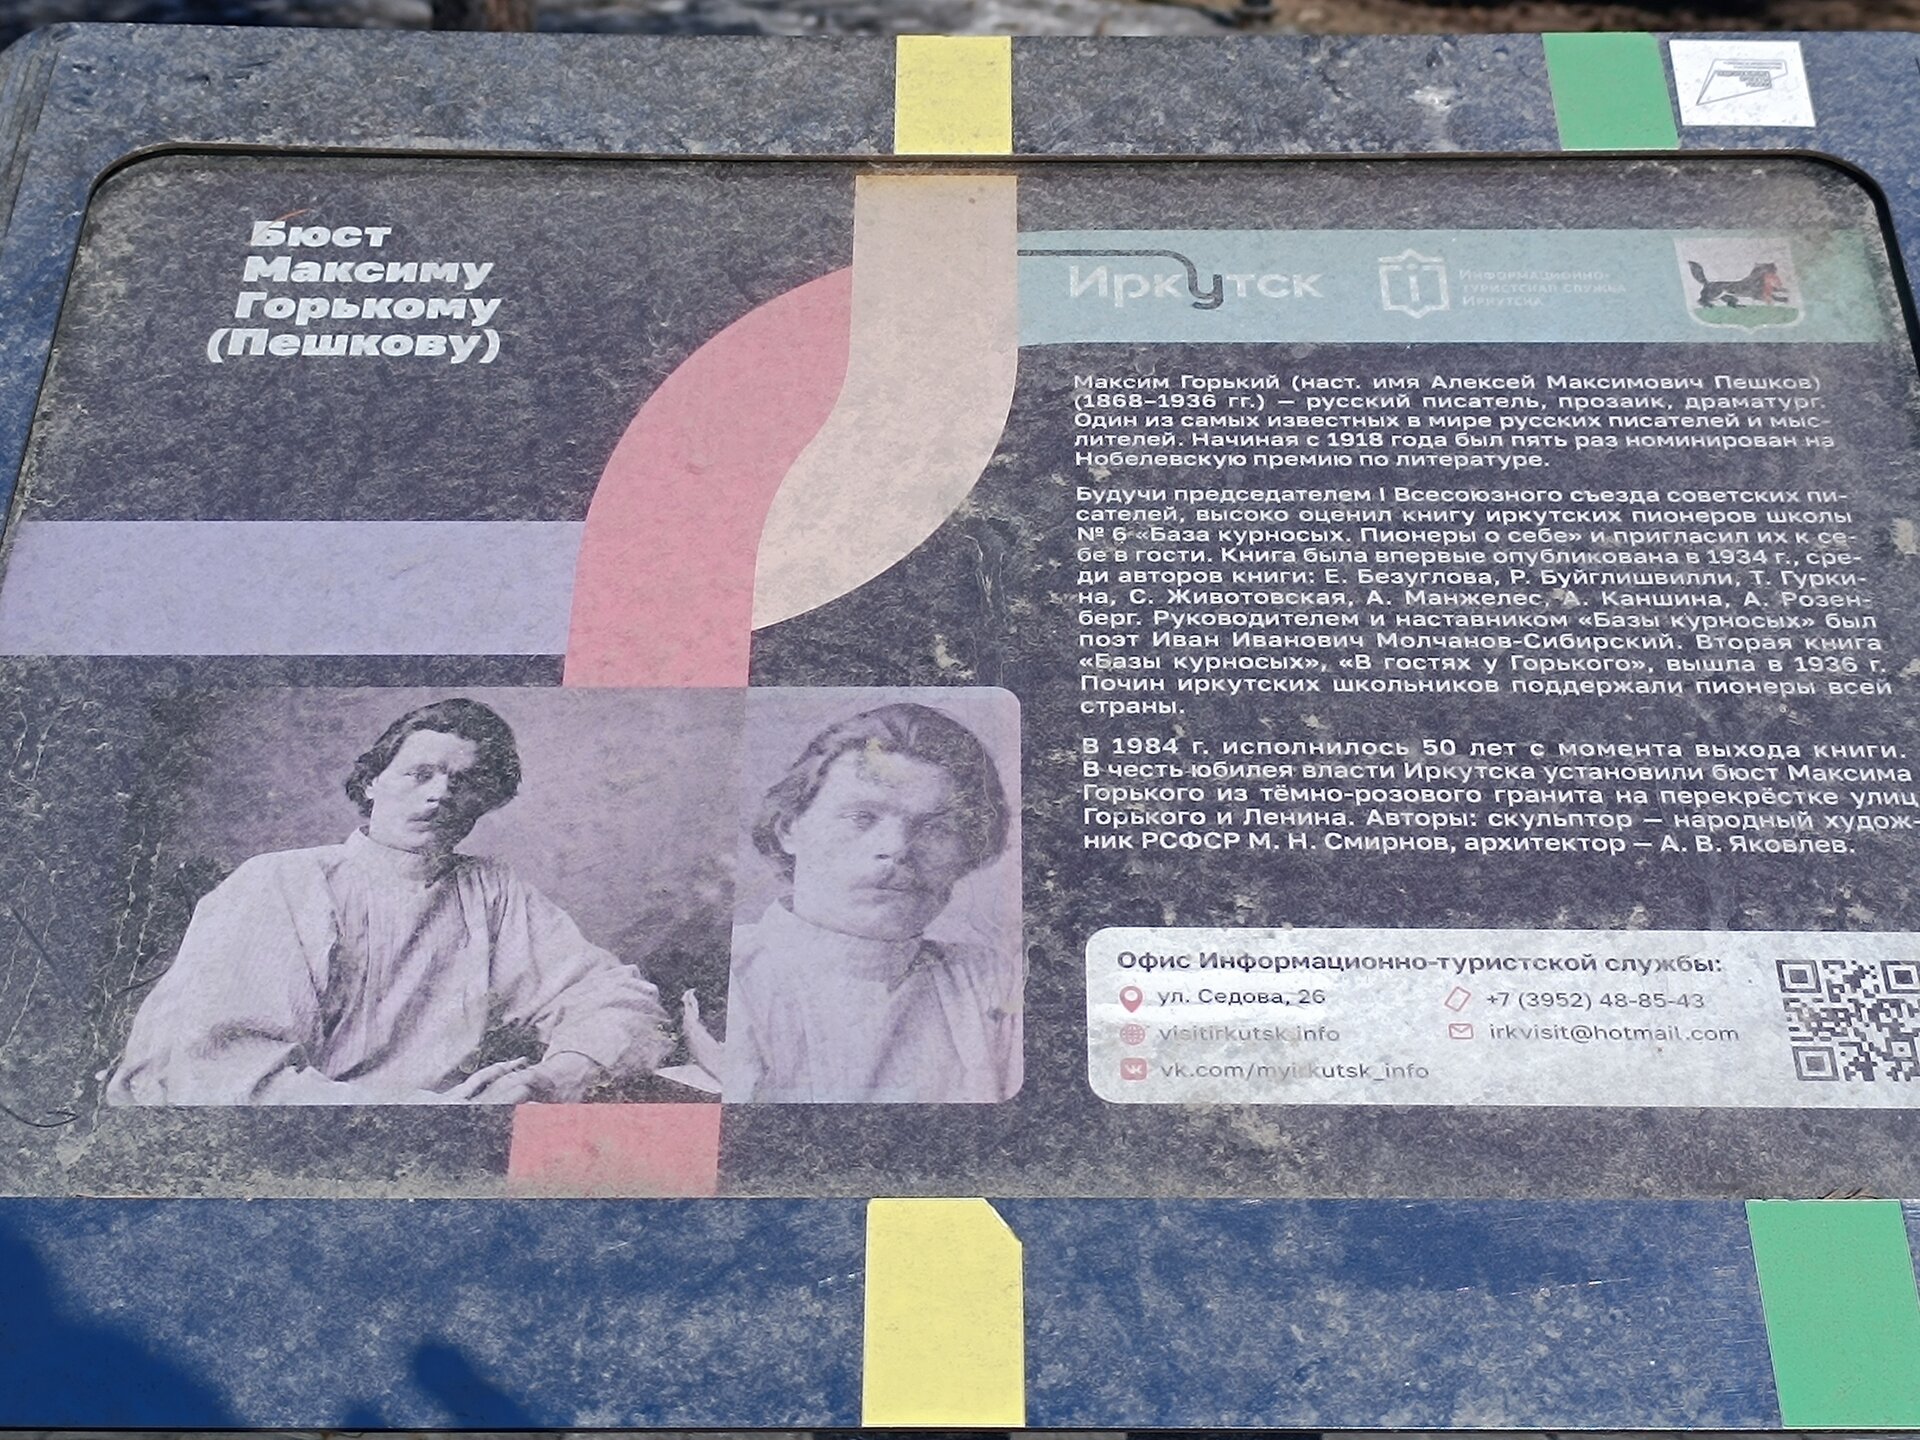 Бюст
Максиму
Горькому
(Пешкову)
Иркутск
Информационно-
туристская служба
Иркутска
Максим Горький (наст. имя Алексей Максимович Пешков)
(1868–1936 гг.) — русский писатель, прозаик, драматург.
Один из самых известных в мире русских писателей и мыс-
лителей. Начиная с 1918 года был пять раз номинирован на
Нобелевскую премию по литературе.
Будучи председателем I Всесоюзного съезда советских пи-
сателей, высоко оценил книгу иркутских пионеров школы
№ 6 «База курносых. Пионеры о себе» и пригласил их к се-
бе в гости. Книга была впервые опубликована в 1934 г., сре-
ди авторов книги: Е. Безуглова, Р. Буйглишвилли, Т. Гурки-
на, С. Животовская, А. Манжелес, А. Каншина, А. Розен-
берг. Руководителем и наставником «Базы курносых» был
поэт Иван Иванович Молчанов-Сибирский. Вторая книга
«Базы курносых», «В гостях у Горького», вышла в 1936 г.
Почин иркутских школьников поддержали пионеры всей
страны.
В 1984 г. исполнилось 50 лет с момента выхода книги.
В честь юбилея власти Иркутска установили бюст Максима
Горького из тёмно-розового гранита на перекрёстке улиц
Горького и Ленина. Авторы: скульптор — народный худож-
ник РСФСР М. Н. Смирнов, архитектор — А. В. Яковлев.
Офис Информационно-туристской службы:
ул. Седова, 26
+7 (3952) 48-85-43
visitirkutsk.info
irkvisit@hotmail.com
vk.com/myirkutsk_info